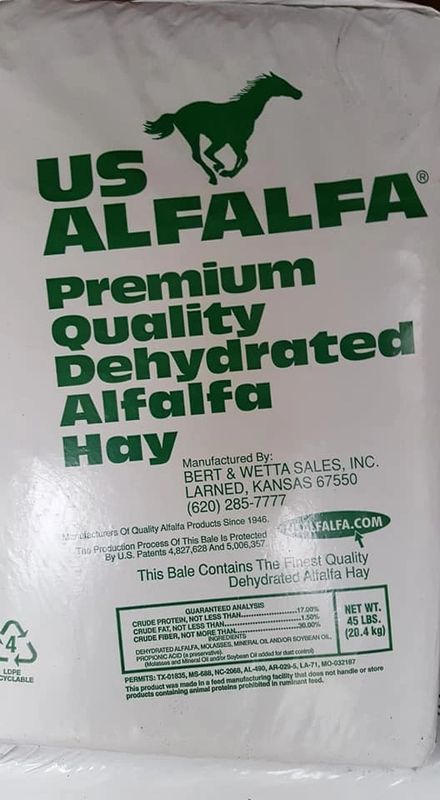 US
ALFALFA®
Premium
Quality
Dehydrated
Alfalfa
Hay
Manufactured By:
BERT & WETTA SALES, INC.
LARNED, KANSAS 67550
(620) 285-7777
Manufacturers Of Quality Alfalfa Products Since 1946.
The Production Process Of This Bale Is Protected
By U.S. Patents 4,827,628 And 5,006,357.
ALFALFA.COM
This Bale Contains The Finest Quality
Dehydrated Alfalfa Hay
GUARANTEED ANALYSIS
CRUDE PROTEIN, NOT LESS THAN....................17.00%
CRUDE FAT, NOT LESS THAN....................1.50%
CRUDE FIBER, NOT MORE THAN....................30.00%
INGREDIENTS
DEHYDRATED ALFALFA, MOLASSES, MINERAL OIL AND/OR SOYBEAN OIL,
PROPIONIC ACID (a preservative).
(Molasses and Mineral Oil and/or Soybean Oil added for dust control)
NET WT.
45 LBS.
(20.4 kg)
PERMITS: TX-01835, MS-688, NC-2068, AL-490, AR-029-5, LA-71, MO-032187
This product was made in a feed manufacturing facility that does not handle or store
products containing animal proteins prohibited in ruminant feed.
4
LDPE